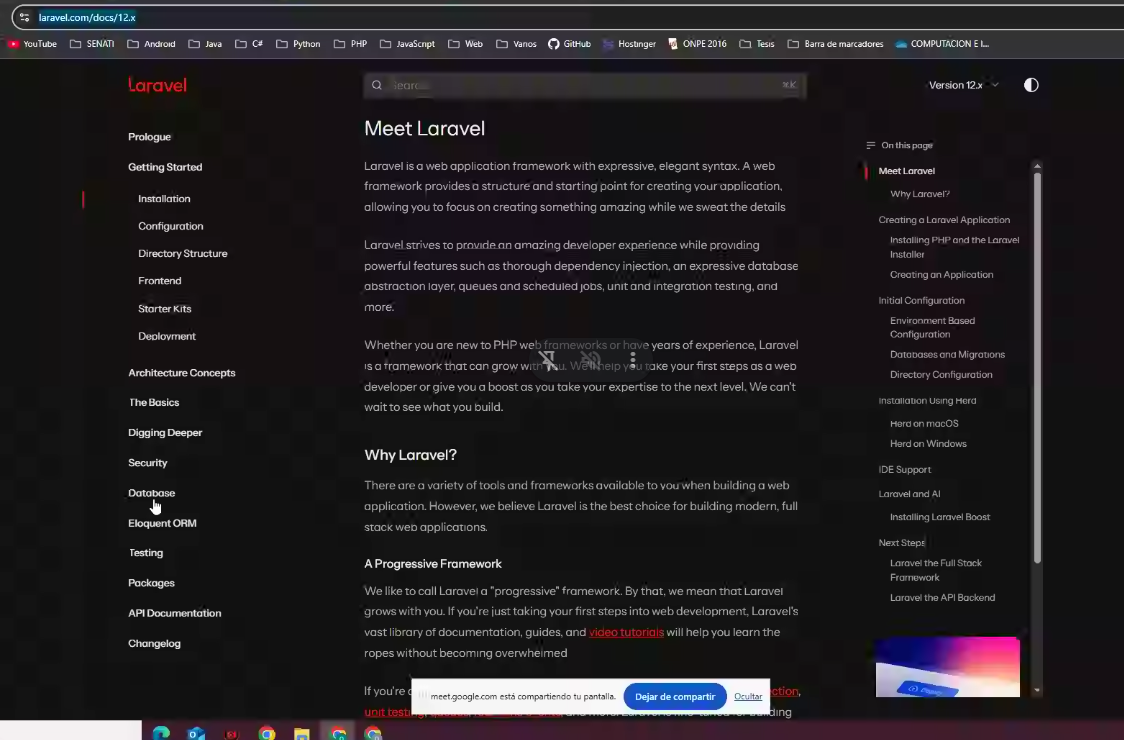 laravel.com/docs/12.x
YouTube SENATI Android Java C# Python PHP JavaScript Web Varios GitHub Hostinger ONPE 2016 Tesis Barra de marcadores COMPUTACION E I...
Laravel
Search
⌘K
Version 12.x
Prologue
Getting Started
Installation
Configuration
Directory Structure
Frontend
Starter Kits
Deployment
Architecture Concepts
The Basics
Digging Deeper
Security
Database
Eloquent ORM
Testing
Packages
API Documentation
Changelog
Meet Laravel
Laravel is a web application framework with expressive, elegant syntax. A web
framework provides a structure and starting point for creating your application,
allowing you to focus on creating something amazing while we sweat the details
Laravel strives to provide an amazing developer experience while providing
powerful features such as thorough dependency injection, an expressive database
abstraction layer, queues and scheduled jobs, unit and integration testing, and
more.
Whether you are new to PHP web frameworks or have years of experience, Laravel
is a framework that can grow with you. We'll help you take your first steps as a web
developer or give you a boost as you take your expertise to the next level. We can't
wait to see what you build.
Why Laravel?
There are a variety of tools and frameworks available to you when building a web
application. However, we believe Laravel is the best choice for building modern, full
stack web applications.
A Progressive Framework
We like to call Laravel a "progressive" framework. By that, we mean that Laravel
grows with you. If you're just taking your first steps into web development, Laravel's
vast library of documentation, guides, and video tutorials will help you learn the
ropes without becoming overwhelmed
If you're
unit testing,
building
On this page
Meet Laravel
Why Laravel?
Creating a Laravel Application
Installing PHP and the Laravel
Installer
Creating an Application
Initial Configuration
Environment Based
Configuration
Databases and Migrations
Directory Configuration
Installation Using Herd
Herd on macOS
Herd on Windows
IDE Support
Laravel and AI
Installing Laravel Boost
Next Steps
Laravel the Full Stack
Framework
Laravel the API Backend
meet.google.com está compartiendo tu pantalla. Dejar de compartir Ocultar